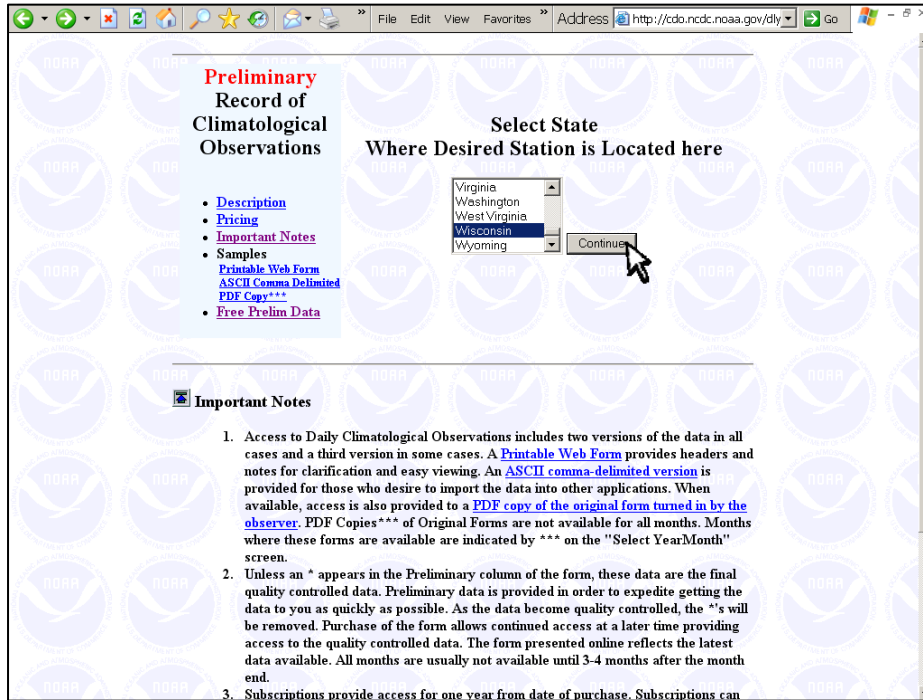 » File Edit View Favorites » Address http://cdo.ncdc.noaa.gov/dly Go
Preliminary
Record of
Climatological
Observations
Select State
Where Desired Station is Located here
Virginia
Washington
West Virginia
Wisconsin
Wyoming
Continue
• Description
• Pricing
• Important Notes
• Samples
Printable Web Form
ASCII Comma Delimited
PDF Copy***
• Free Prelim Data
Important Notes
1. Access to Daily Climatological Observations includes two versions of the data in all
cases and a third version in some cases. A Printable Web Form provides headers and
notes for clarification and easy viewing. An ASCII comma-delimited version is
provided for those who desire to import the data into other applications. When
available, access is also provided to a PDF copy of the original form turned in by the
observer. PDF Copies*** of Original Forms are not available for all months. Months
where these forms are available are indicated by *** on the "Select YearMonth"
screen.
2. Unless an * appears in the Preliminary column of the form, these data are the final
quality controlled data. Preliminary data is provided in order to expedite getting the
data to you as quickly as possible. As the data become quality controlled, the *'s will
be removed. Purchase of the form allows continued access at a later time providing
access to the quality controlled data. The form presented online reflects the latest
data available. All months are usually not available until 3-4 months after the month
end.
3. Subscriptions provide access for one year from date of purchase. Subscriptions can